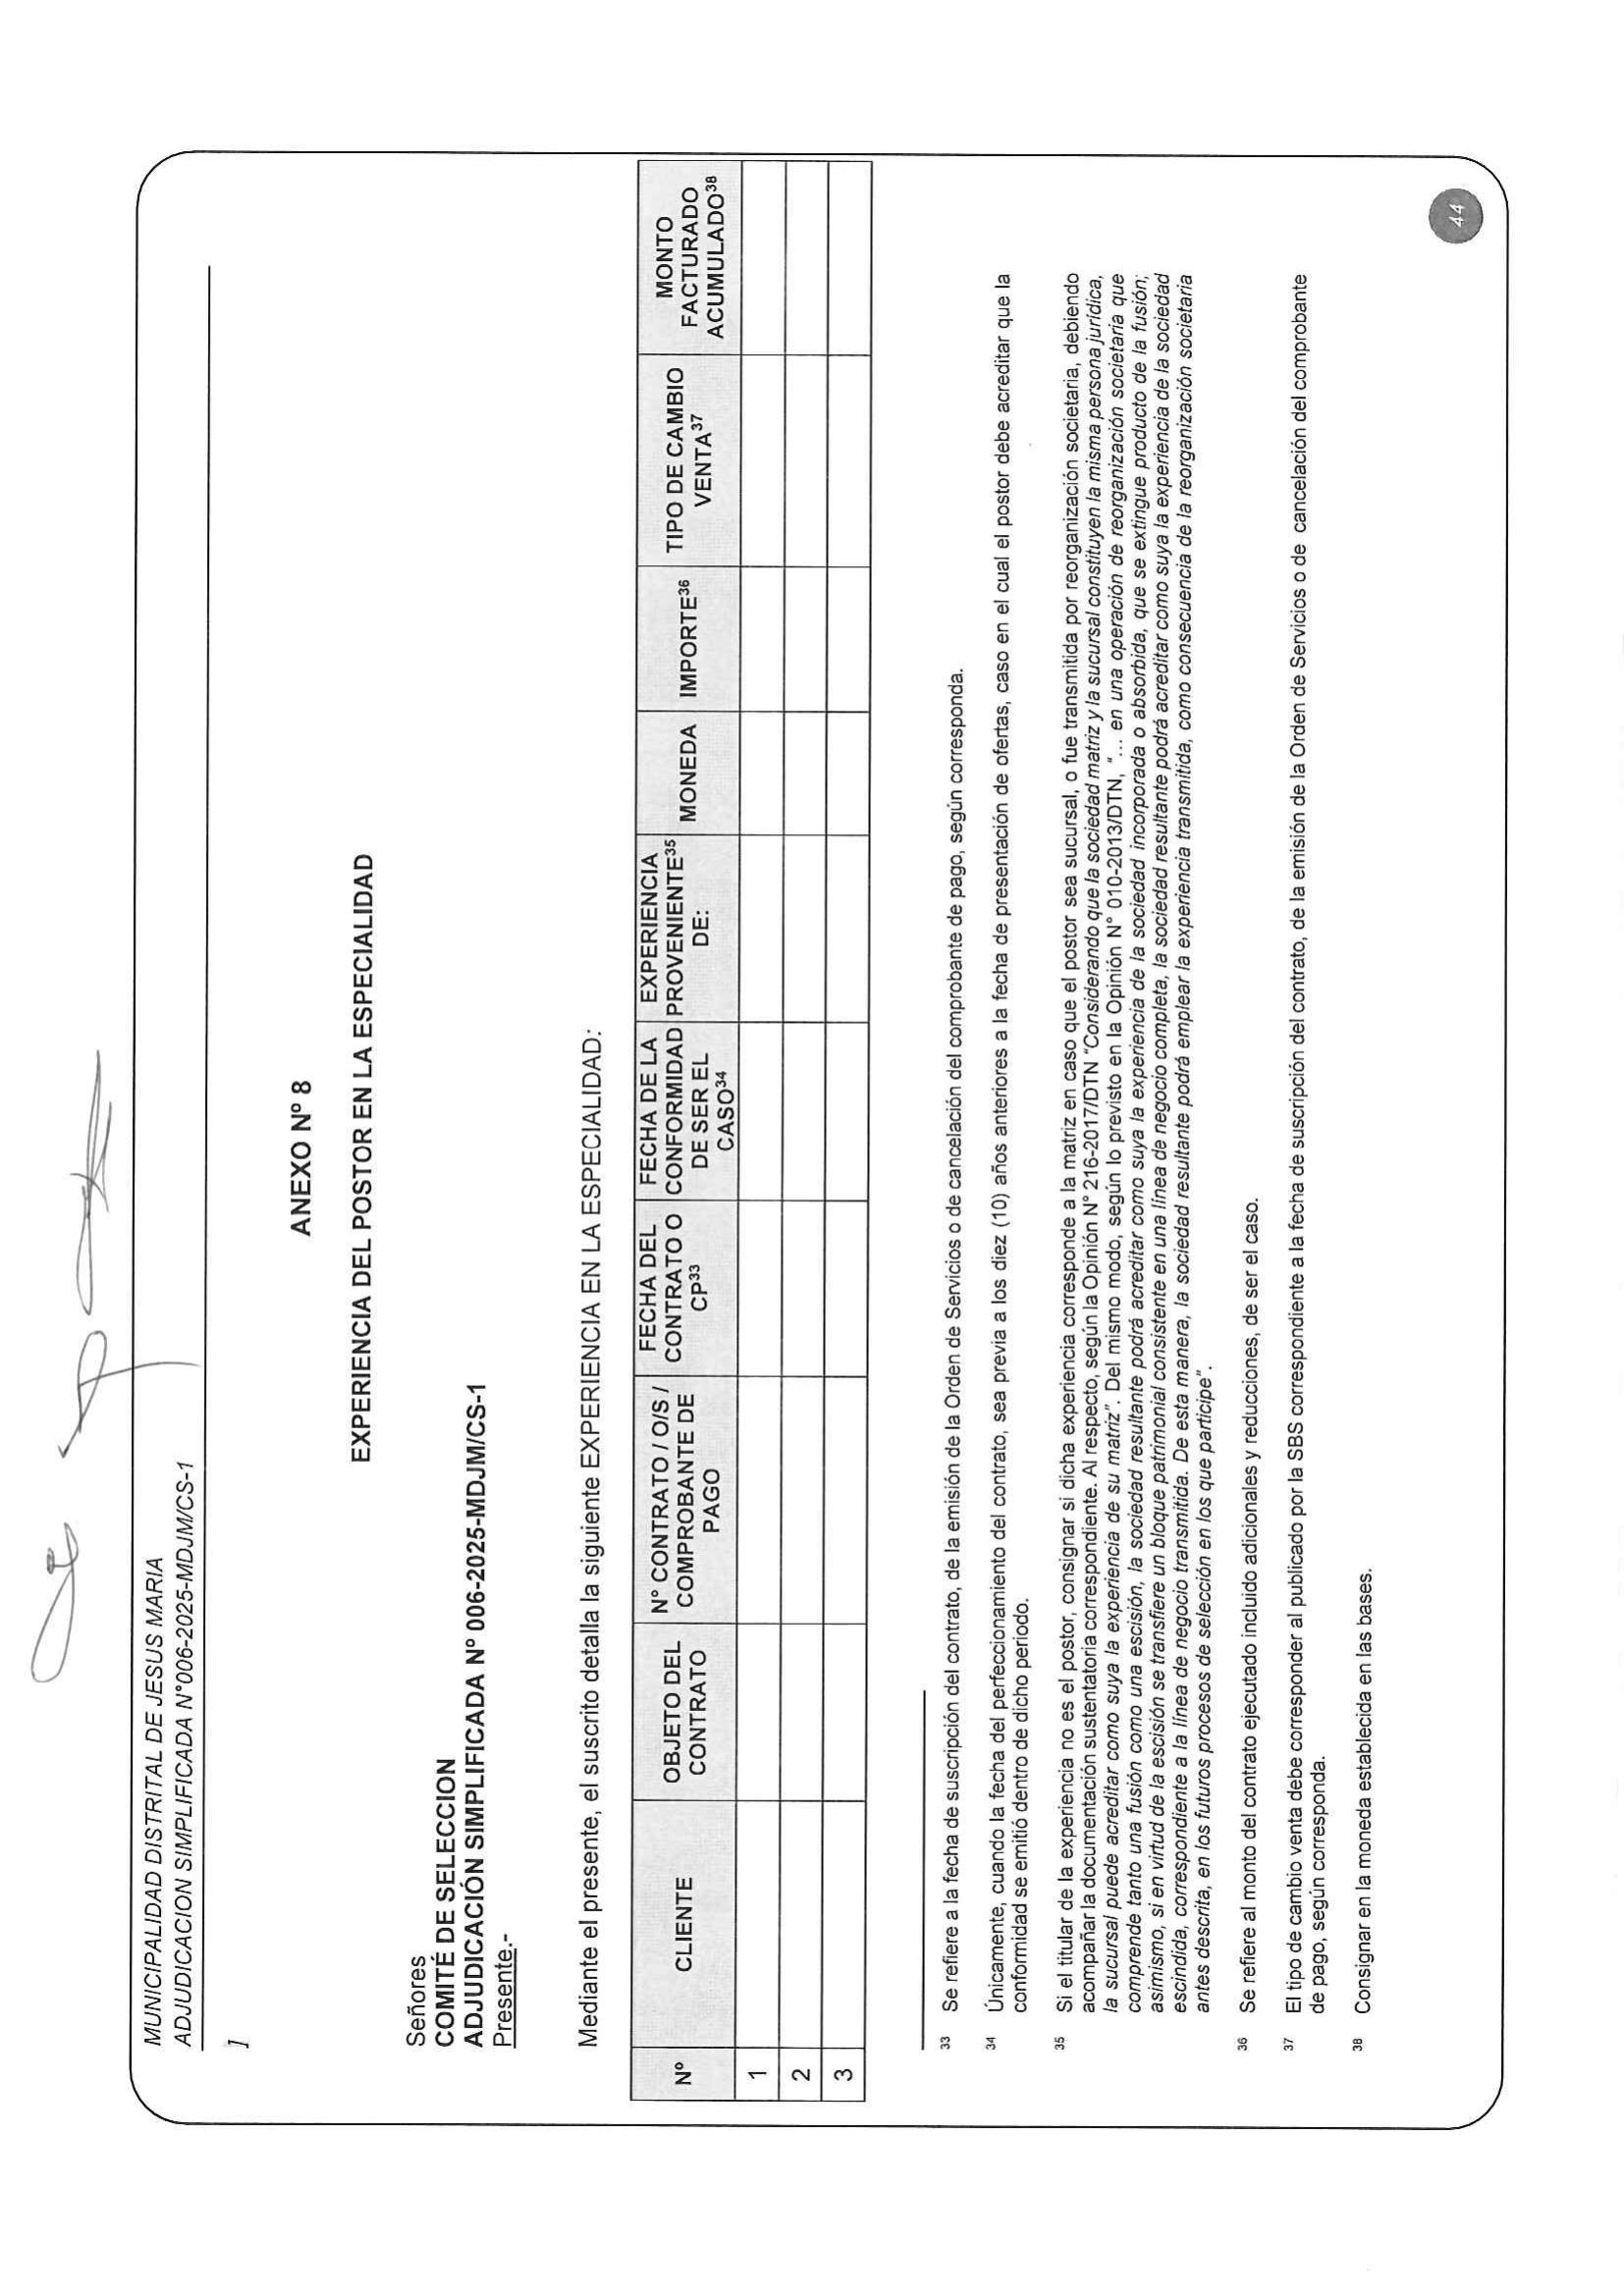 MUNICIPALIDAD DISTRITAL DE JESUS MARIA
ADJUDICACION SIMPLIFICADA N°006-2025-MDJM/CS-1
]
ANEXO Nº 8
EXPERIENCIA DEL POSTOR EN LA ESPECIALIDAD
Señores
COMITÉ DE SELECCION
ADJUDICACIÓN SIMPLIFICADA Nº 006-2025-MDJM/CS-1
Presente.-
Mediante el presente, el suscrito detalla la siguiente EXPERIENCIA EN LA ESPECIALIDAD:
Nº
CLIENTE
OBJETO DEL
CONTRATO
N° CONTRATO / O/S /
COMPROBANTE DE
PAGO
FECHA DEL
CONTRATO O
CP33
FECHA DE LA
CONFORMIDAD
DE SER EL
CASO34
EXPERIENCIA
PROVENIENTE35
DE:
MONEDA
IMPORTE36
TIPO DE CAMBIO
VENTA37
MONTO
FACTURADO
ACUMULADO38
1
2
3
33 Se refiere a la fecha de suscripción del contrato, de la emisión de la Orden de Servicios o de cancelación del comprobante de pago, según corresponda.
34 Únicamente, cuando la fecha del perfeccionamiento del contrato, sea previa a los diez (10) años anteriores a la fecha de presentación de ofertas, caso en el cual el postor debe acreditar que la
conformidad se emitió dentro de dicho periodo.
35 Si el titular de la experiencia no es el postor, consignar si dicha experiencia corresponde a la matriz en caso que el postor sea sucursal, o fue transmitida por reorganización societaria, debiendo
acompañar la documentación sustentatoria correspondiente. Al respecto, según la Opinión N° 216-2017/DTN "Considerando que la sociedad matriz y la sucursal constituyen la misma persona jurídica,
la sucursal puede acreditar como suya la experiencia de su matriz". Del mismo modo, según lo previsto en la Opinión N° 010-2013/DTN, "… en una operación de reorganización societaria que
comprende tanto una fusión como una escisión, la sociedad resultante podrá acreditar como suya la experiencia de la sociedad incorporada o absorbida, que se extingue producto de la fusión;
asimismo, si en virtud de la escisión se transfiere un bloque patrimonial consistente en una línea de negocio completa, la sociedad resultante podrá acreditar como suya la experiencia de la sociedad
escindida, correspondiente a la línea de negocio transmitida. De esta manera, la sociedad resultante podrá emplear la experiencia transmitida, como consecuencia de la reorganización societaria
antes descrita, en los futuros procesos de selección en los que participe".
36 Se refiere al monto del contrato ejecutado incluido adicionales y reducciones, de ser el caso.
37 El tipo de cambio venta debe corresponder al publicado por la SBS correspondiente a la fecha de suscripción del contrato, de la emisión de la Orden de Servicios o de cancelación del comprobante
de pago, según corresponda.
38 Consignar en la moneda establecida en las bases.
44